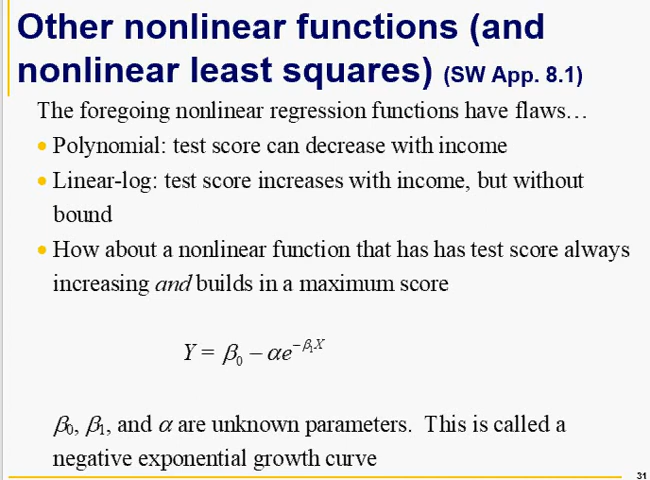 Other nonlinear functions (and
nonlinear least squares) (SW App. 8.1)
The foregoing nonlinear regression functions have flaws…
• Polynomial: test score can decrease with income
• Linear-log: test score increases with income, but without
bound
• How about a nonlinear function that has has test score always
increasing and builds in a maximum score
Y = β₀ − αe^(−β₁X)
β₀, β₁, and α are unknown parameters. This is called a
negative exponential growth curve
31